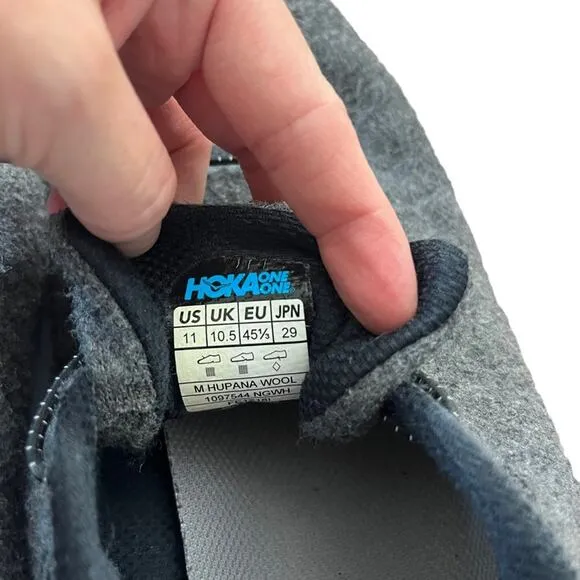 HOKA ONE ONE
US UK EU JPN
11 10.5 45⅓ 29
M HUPANA WOOL
1097544 NGWH